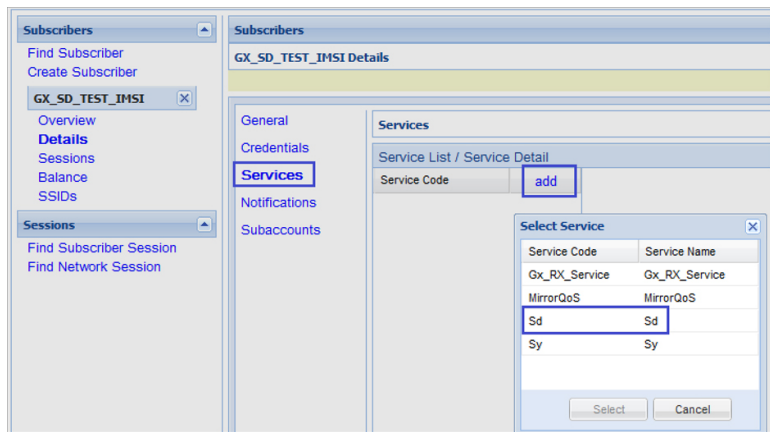 Subscribers
Find Subscriber
Create Subscriber
GX_SD_TEST_IMSI
Overview
Details
Sessions
Balance
SSIDs
Sessions
Find Subscriber Session
Find Network Session
Subscribers
GX_SD_TEST_IMSI Details
General
Credentials
Services
Notifications
Subaccounts
Services
Service List / Service Detail
Service Code add
Select Service
Service Code Service Name
Gx_RX_Service Gx_RX_Service
MirrorQoS MirrorQoS
Sd Sd
Sy Sy
Select Cancel